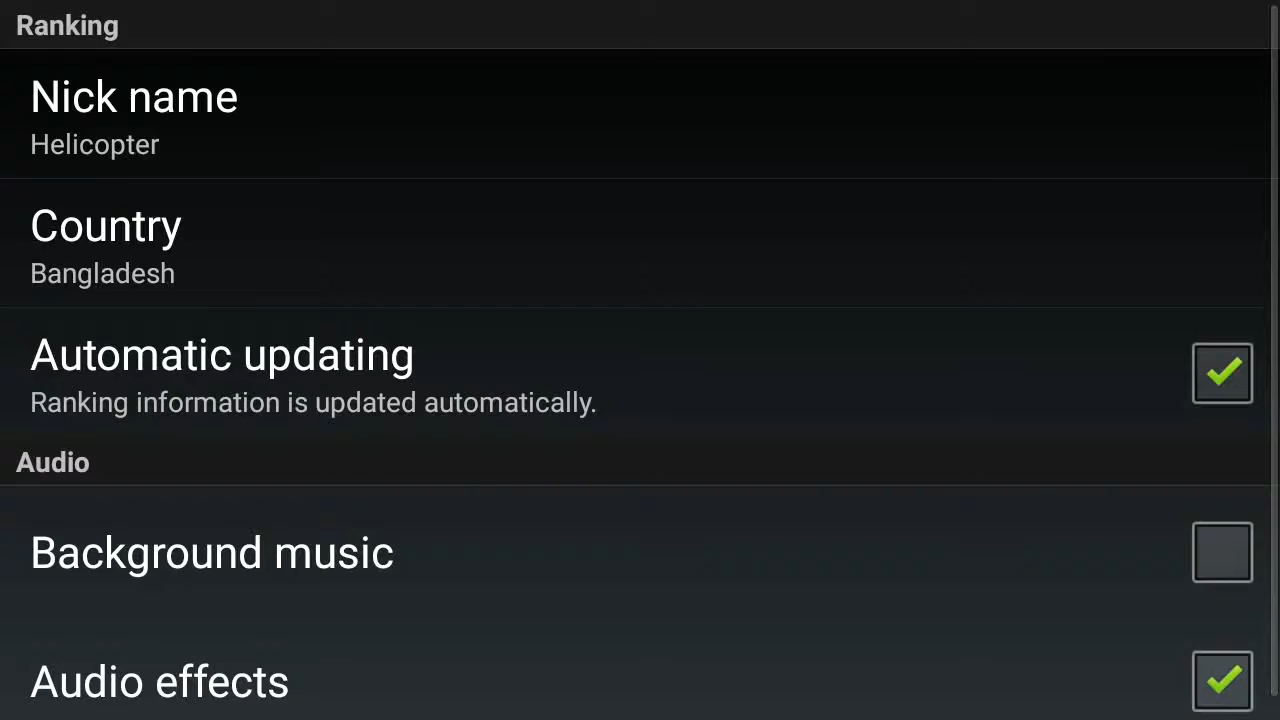 Ranking
Nick name
Helicopter
Country
Bangladesh
Automatic updating
Ranking information is updated automatically.
Audio
Background music
Audio effects